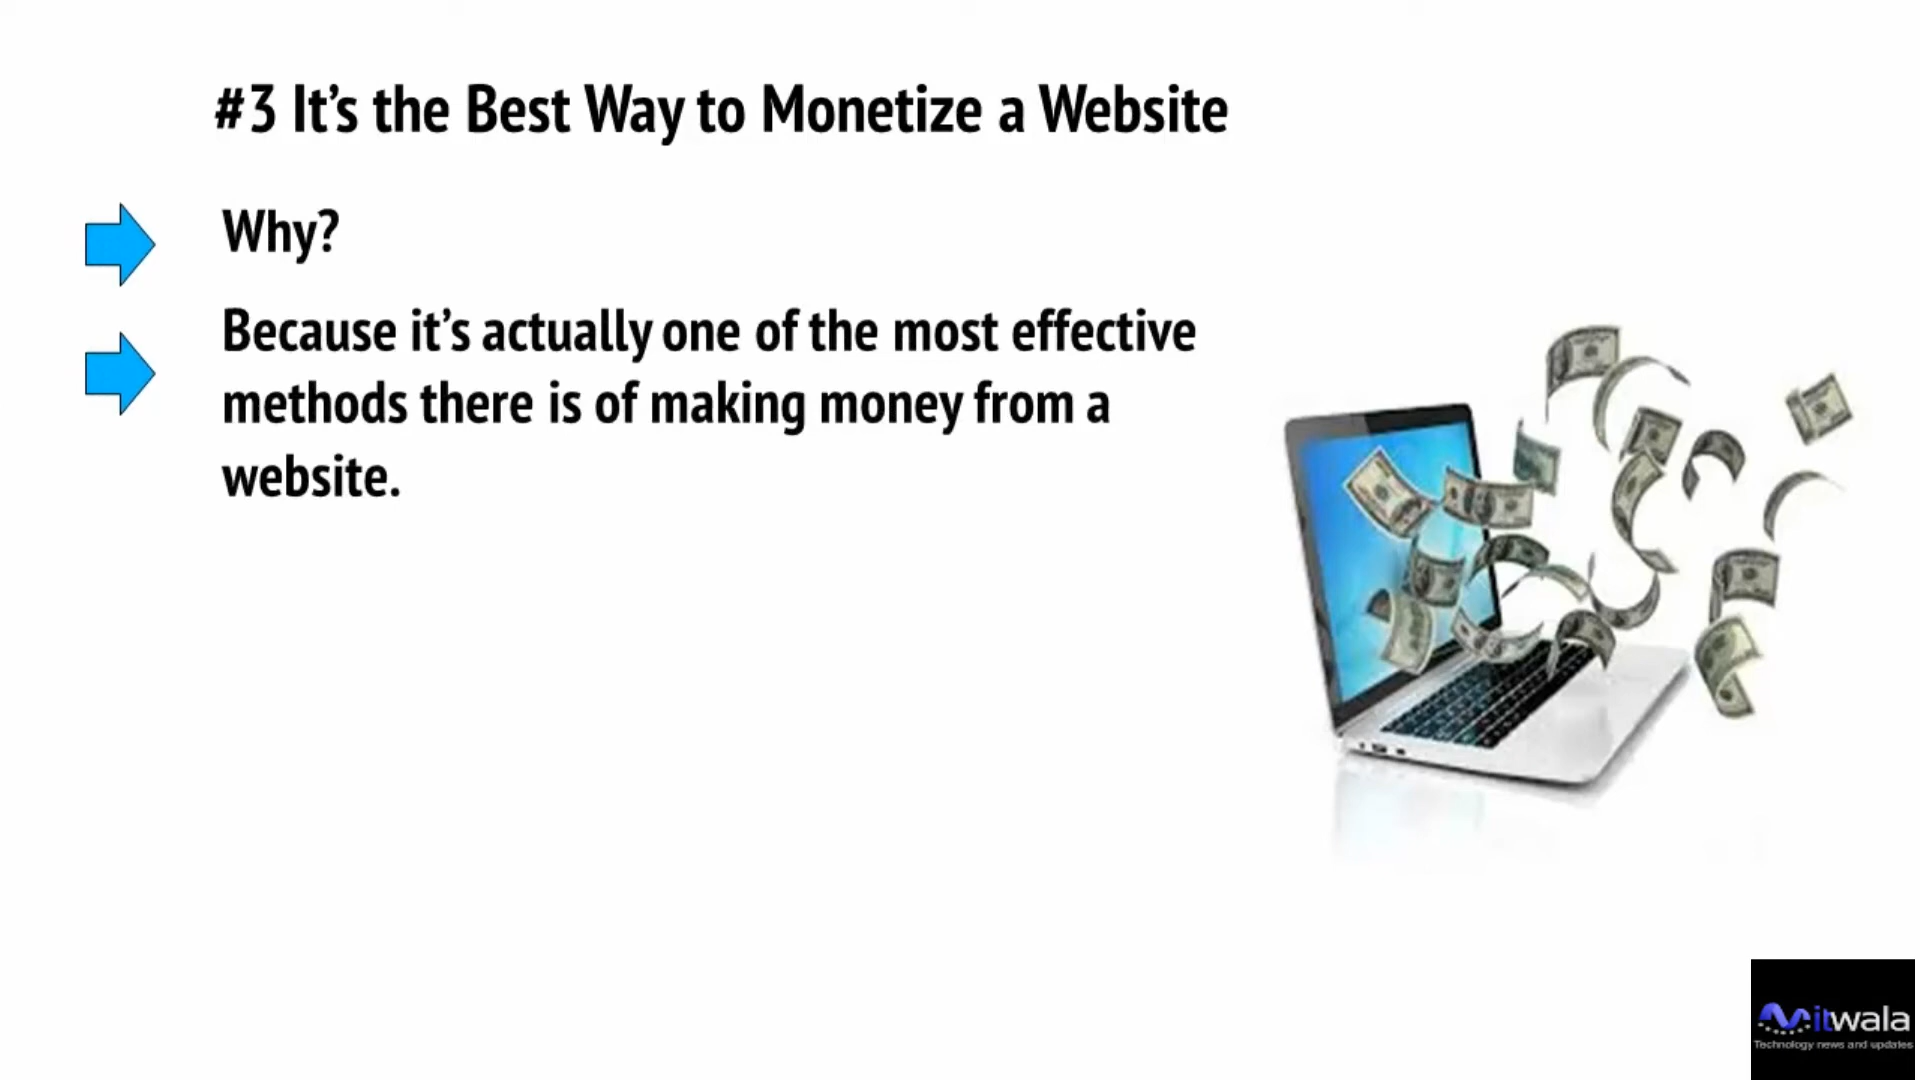 #3 It's the Best Way to Monetize a Website
Why?
Because it's actually one of the most effective
methods there is of making money from a
website.
itwala
Technology news and updates